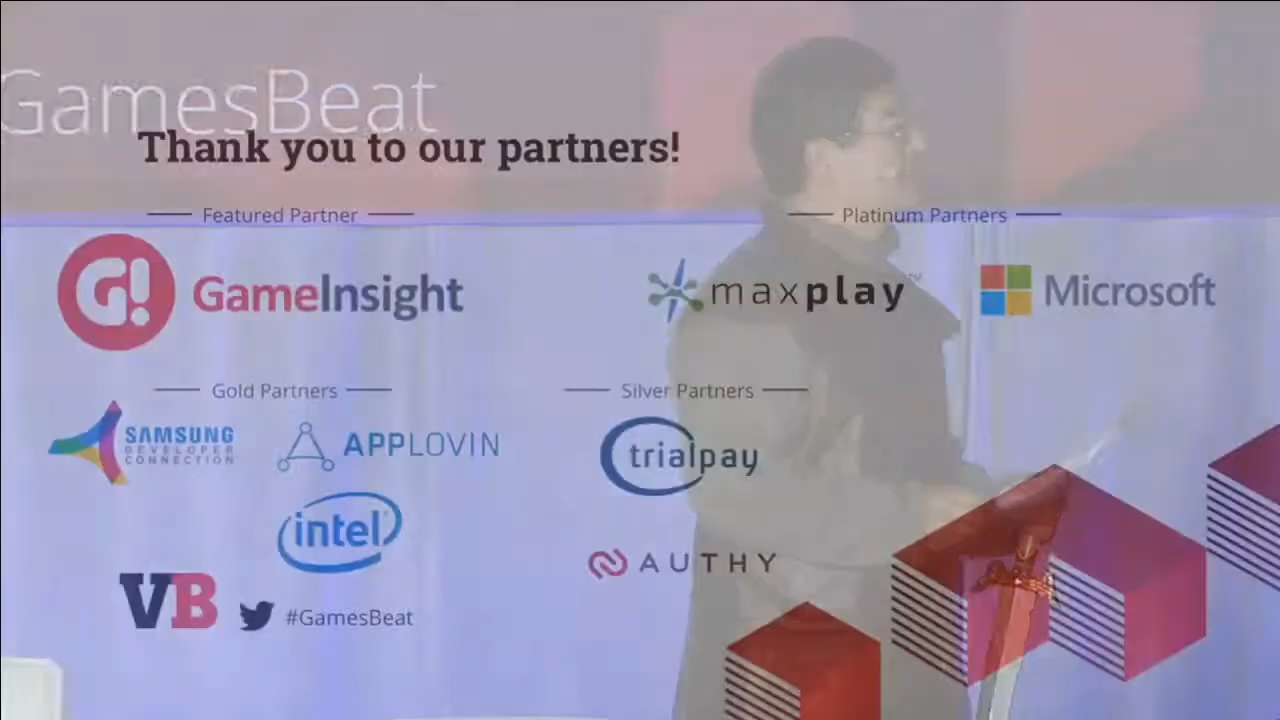 GamesBeat
Thank you to our partners!
Featured Partner
Platinum Partners
G! GameInsight
maxplay
Microsoft
Gold Partners
Silver Partners
SAMSUNG
DEVELOPER
CONNECTION
APPLOVIN
trialpay
intel
AUTHY
VB
#GamesBeat